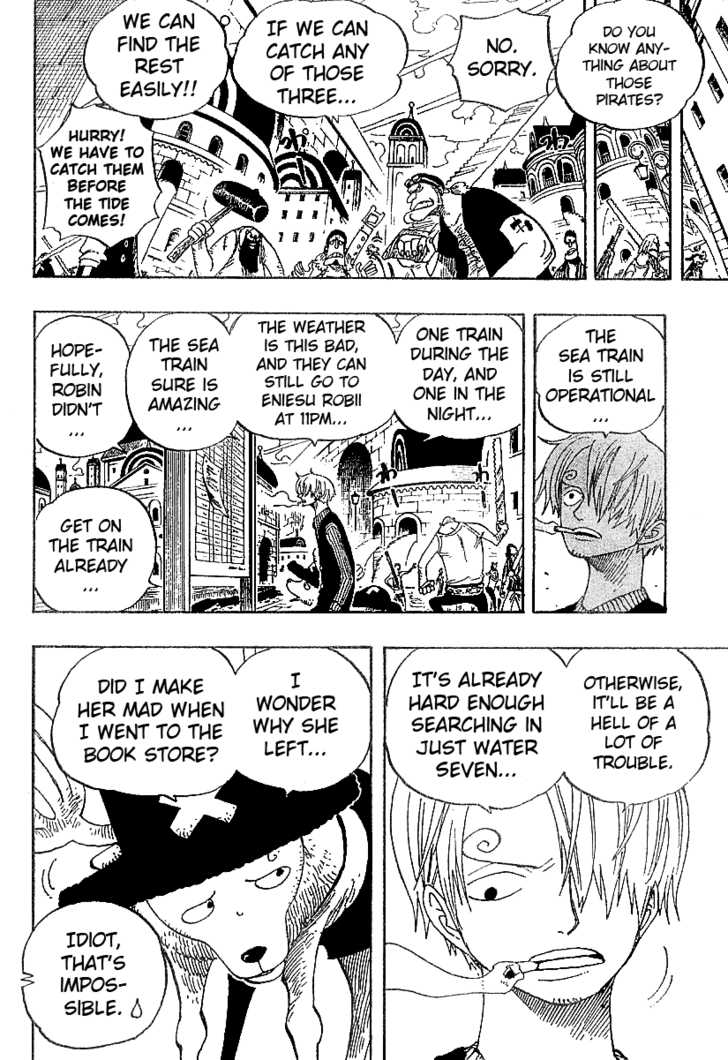 DO YOU
KNOW ANY-
THING ABOUT
THOSE
PIRATES?
NO.
SORRY.
IF WE CAN
CATCH ANY
OF THOSE
THREE...
WE CAN
FIND THE
REST
EASILY!!
HURRY!
WE HAVE TO
CATCH THEM
BEFORE
THE TIDE
COMES!
THE
SEA TRAIN
IS STILL
OPERATIONAL
...
ONE TRAIN
DURING THE
DAY, AND
ONE IN THE
NIGHT...
THE WEATHER
IS THIS BAD,
AND THEY CAN
STILL GO TO
ENIESU ROBII
AT 11PM...
THE SEA
TRAIN
SURE IS
AMAZING
...
HOPE-
FULLY,
ROBIN
DIDN'T
...
GET ON
THE TRAIN
ALREADY
...
OTHERWISE,
IT'LL BE A
HELL OF A
LOT OF
TROUBLE.
IT'S ALREADY
HARD ENOUGH
SEARCHING IN
JUST WATER
SEVEN...
I
WONDER
WHY SHE
LEFT...
DID I MAKE
HER MAD WHEN
I WENT TO THE
BOOK STORE?
IDIOT,
THAT'S
IMPOS-
SIBLE.